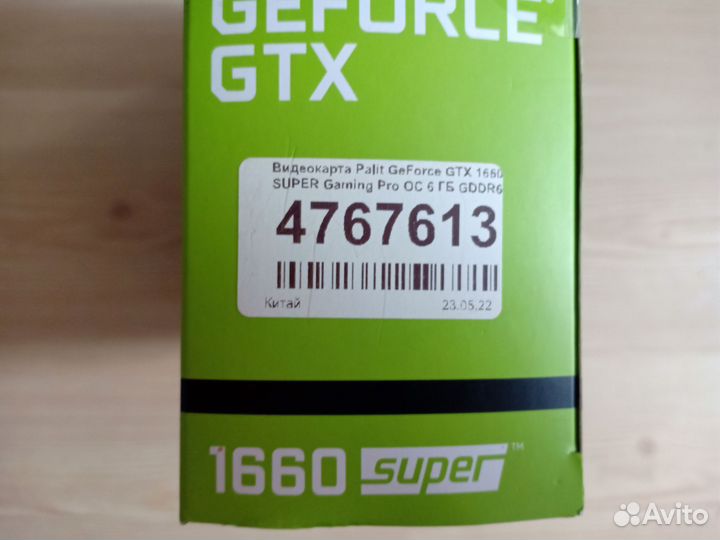 GEFORCE
GTX
Видеокарта Palit GeForce GTX 1660
SUPER Gaming Pro OC 6 ГБ GDDR6
4767613
Китай
23.05.22
1660 SUPER™
Avito